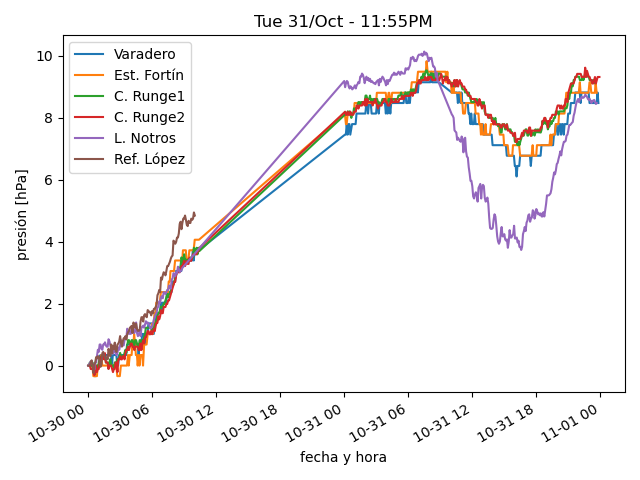 Tue 31/Oct - 11:55PM
Varadero
Est. Fortín
C. Runge1
C. Runge2
L. Notros
Ref. López
presión [hPa]
10
8
6
4
2
0
10-30 00
10-30 06
10-30 12
10-30 18
10-31 00
10-31 06
10-31 12
10-31 18
11-01 00
fecha y hora